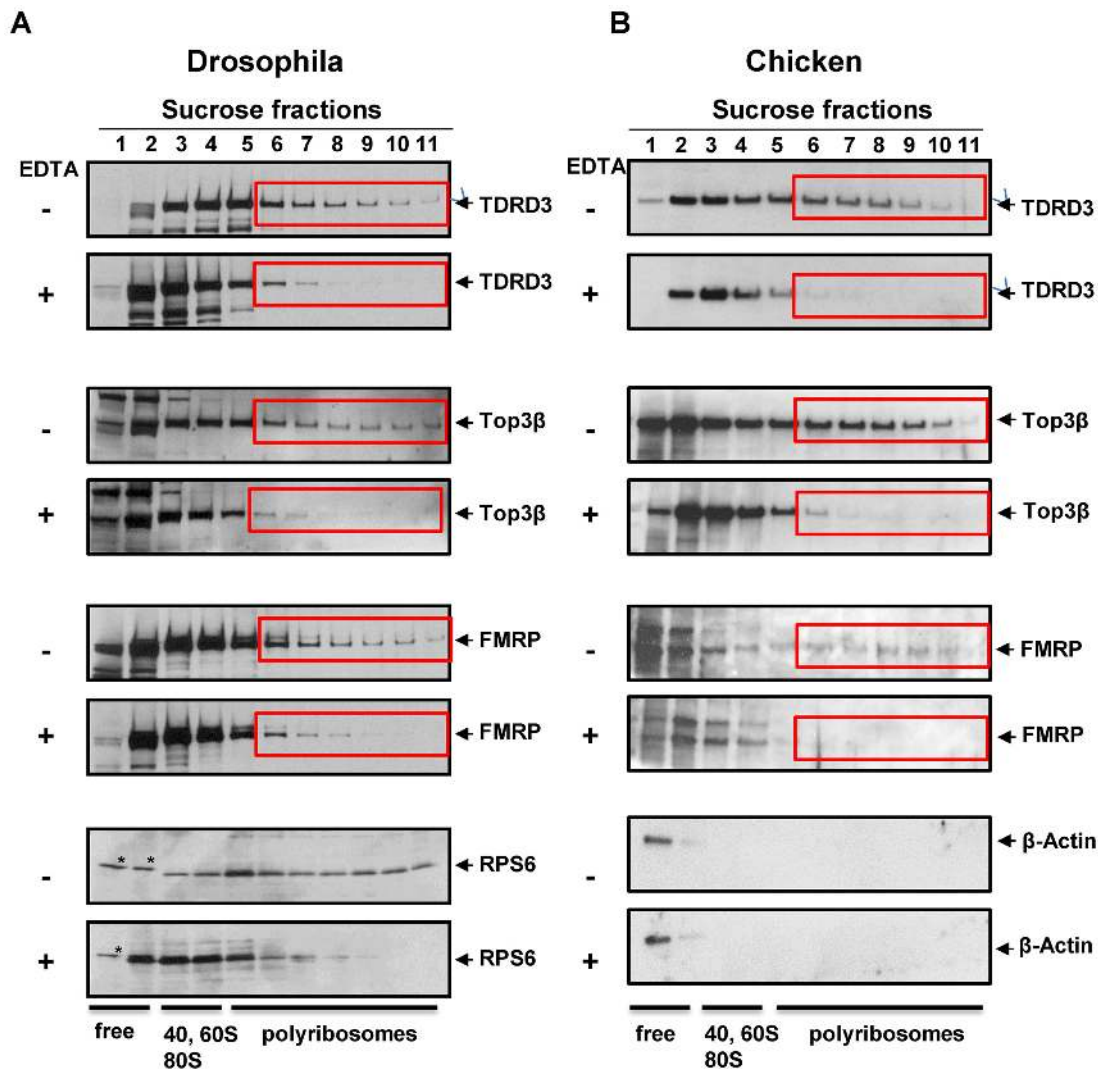 A
Drosophila
Sucrose fractions
1 2 3 4 5 6 7 8 9 10 11
EDTA
- TDRD3
+ TDRD3
- Top3β
+ Top3β
- FMRP
+ FMRP
* *
- RPS6
*
+ RPS6
free 40, 60S polyribosomes
80S
B
Chicken
Sucrose fractions
1 2 3 4 5 6 7 8 9 10 11
EDTA
- TDRD3
+ TDRD3
- Top3β
+ Top3β
- FMRP
+ FMRP
- β-Actin
+ β-Actin
free 40, 60S polyribosomes
80S